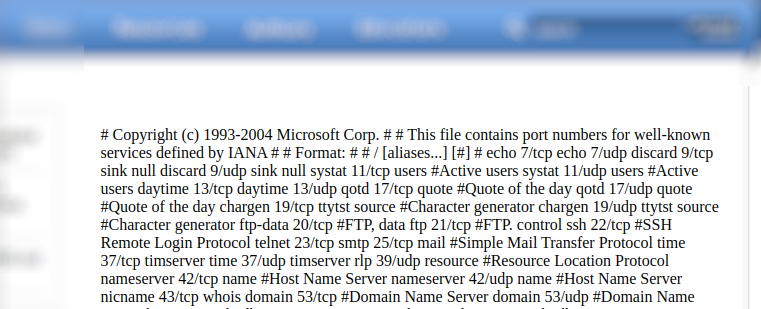 # Copyright (c) 1993-2004 Microsoft Corp. # # This file contains port numbers for well-known
services defined by IANA # # Format: # # / [aliases...] [#] # echo 7/tcp echo 7/udp discard 9/tcp
sink null discard 9/udp sink null systat 11/tcp users #Active users systat 11/udp users #Active
users daytime 13/tcp daytime 13/udp qotd 17/tcp quote #Quote of the day qotd 17/udp quote
#Quote of the day chargen 19/tcp ttytst source #Character generator chargen 19/udp ttytst source
#Character generator ftp-data 20/tcp #FTP, data ftp 21/tcp #FTP. control ssh 22/tcp #SSH
Remote Login Protocol telnet 23/tcp smtp 25/tcp mail #Simple Mail Transfer Protocol time
37/tcp timserver time 37/udp timserver rlp 39/udp resource #Resource Location Protocol
nameserver 42/tcp name #Host Name Server nameserver 42/udp name #Host Name Server
nicname 43/tcp whois domain 53/tcp #Domain Name Server domain 53/udp #Domain Name